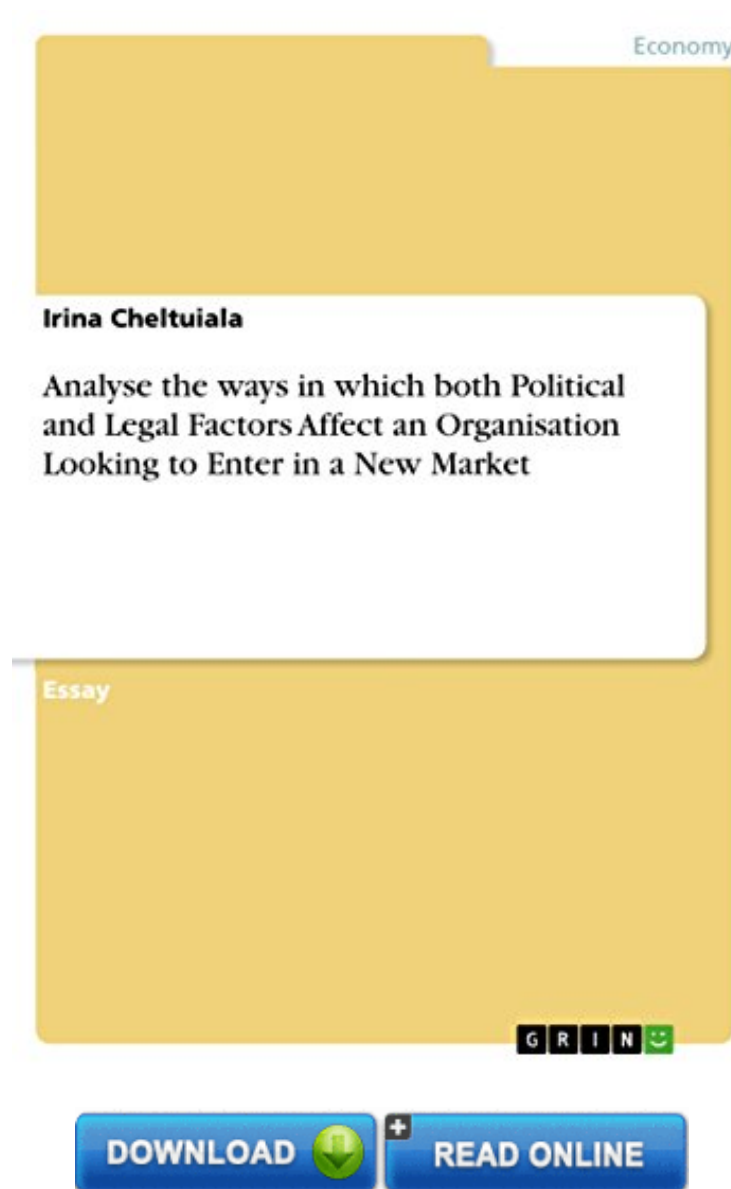 Economy
Irina Cheltuiala
Analyse the ways in which both Political
and Legal Factors Affect an Organisation
Looking to Enter in a New Market
Essay
GRIN
DOWNLOAD
READ ONLINE